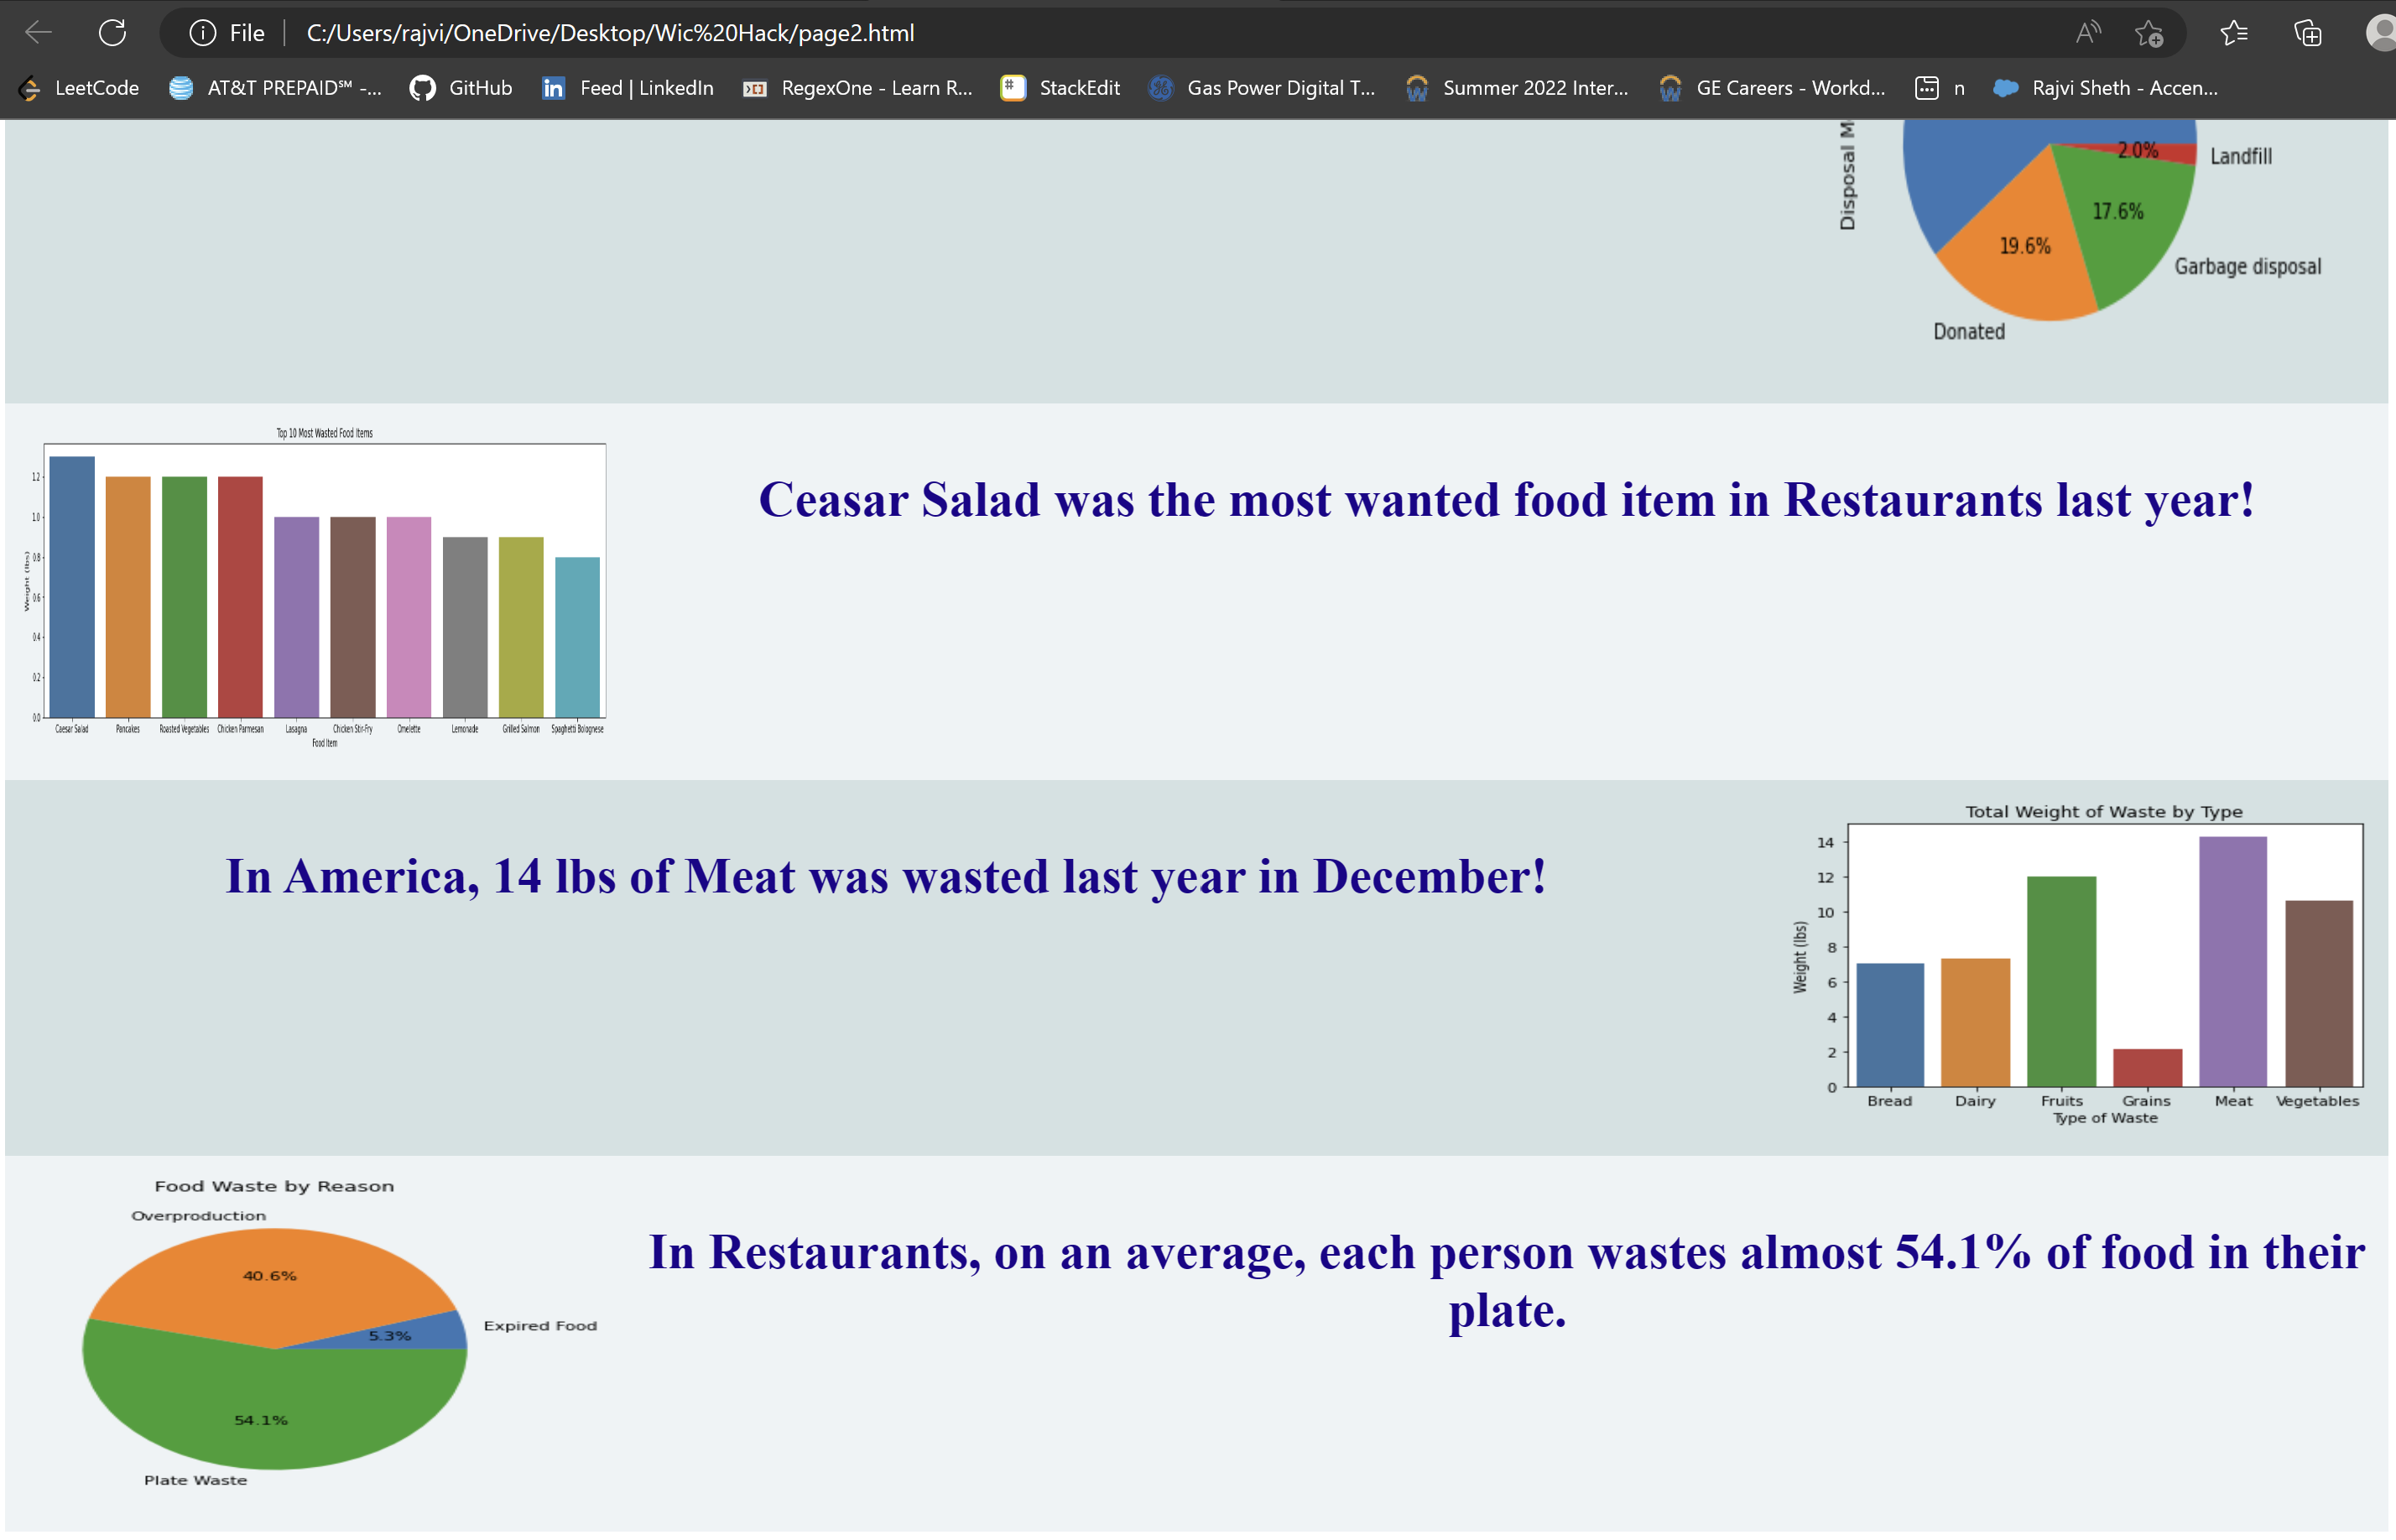 File C:/Users/rajvi/OneDrive/Desktop/Wic%20Hack/page2.html
LeetCode AT&T PREPAID℠ -... GitHub Feed | LinkedIn RegexOne - Learn R... StackEdit Gas Power Digital T... Summer 2022 Inter... GE Careers - Workd... n Rajvi Sheth - Accen...
Disposal M
2.0%
Landfill
17.6%
19.6%
Garbage disposal
Donated
Top 10 Most Wasted Food Items
Weight (lbs)
1.2
1.0
0.8
0.6
0.4
0.2
0.0
Caesar Salad Pancakes Roasted Vegetables Chicken Parmesan Lasagna Chicken Stir-Fry Omelette Lemonade Grilled Salmon Spaghetti Bolognese
Food Item
Ceasar Salad was the most wanted food item in Restaurants last year!
In America, 14 lbs of Meat was wasted last year in December!
Total Weight of Waste by Type
Weight (lbs)
14
12
10
8
6
4
2
0
Bread Dairy Fruits Grains Meat Vegetables
Type of Waste
Food Waste by Reason
Overproduction
40.6%
Expired Food
5.3%
54.1%
Plate Waste
In Restaurants, on an average, each person wastes almost 54.1% of food in their
plate.